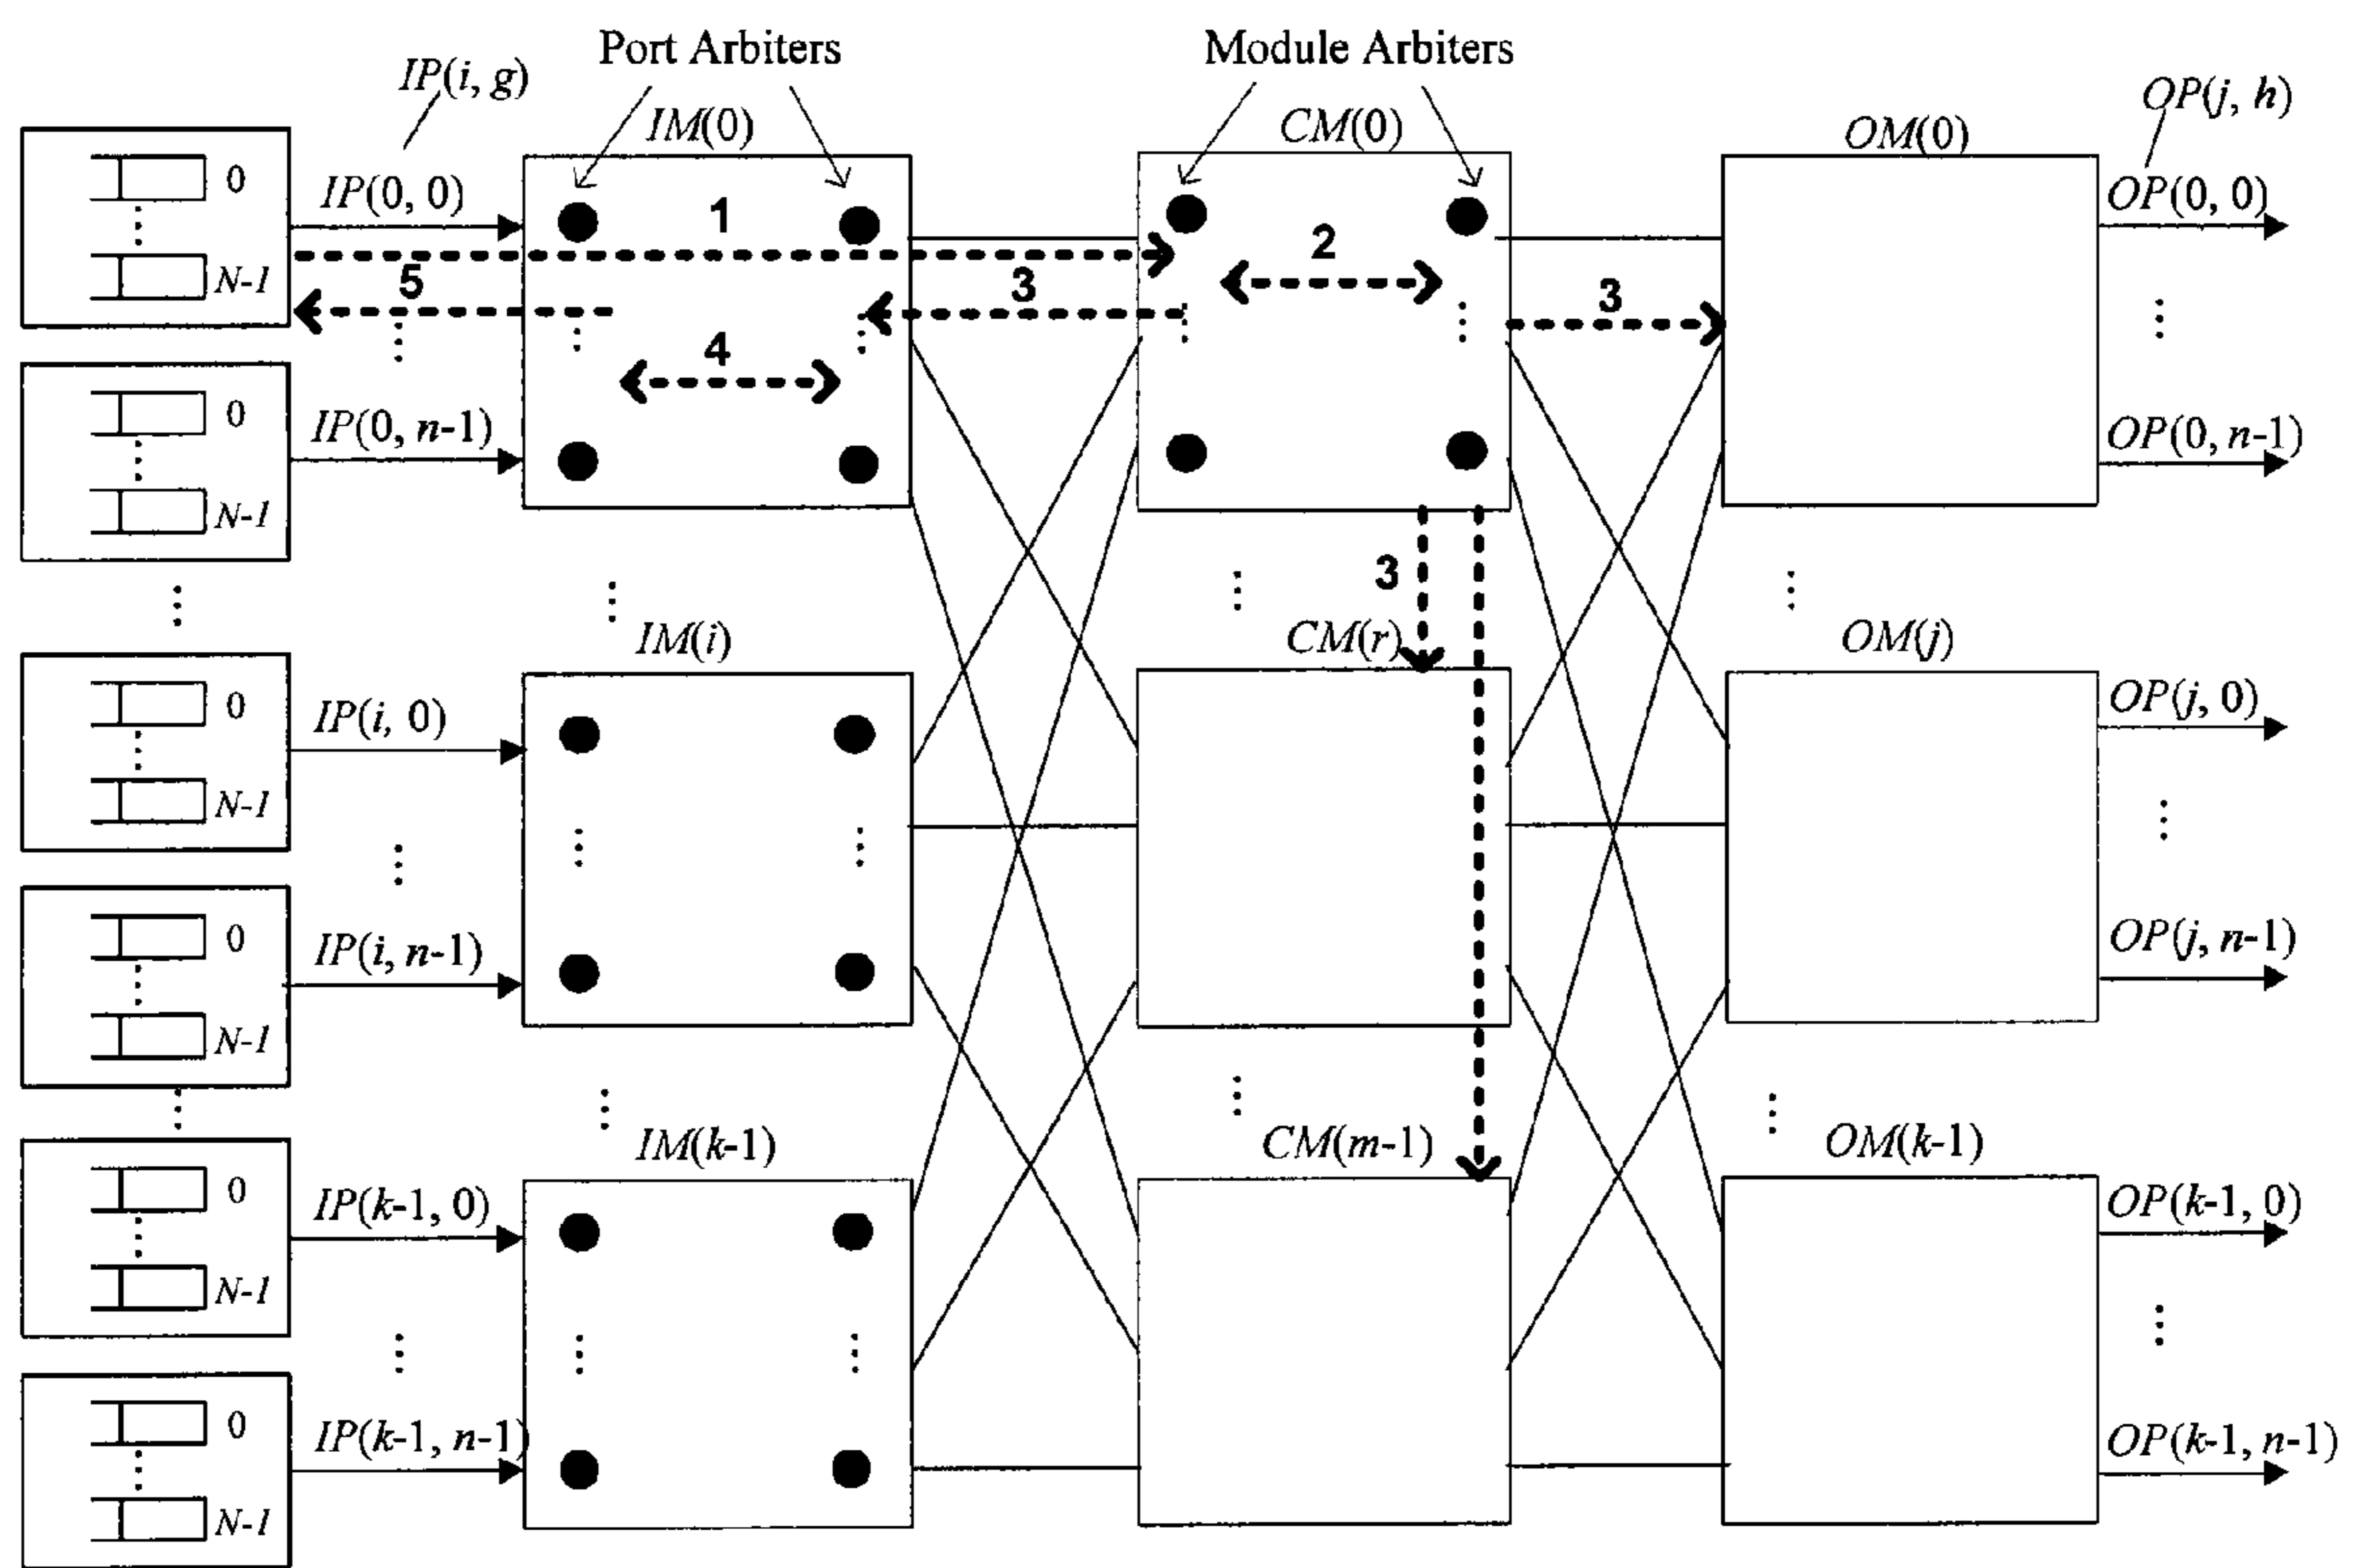 Port Arbiters
Module Arbiters
IP(i, g)
OP(j, h)
IM(0)
CM(0)
OM(0)
0
N-1
IP(0, 0)
1
2
OP(0, 0)
5
3
3
4
0
N-1
IP(0, n-1)
OP(0, n-1)
3
IM(i)
CM(r)
OM(j)
0
N-1
IP(i, 0)
OP(j, 0)
0
N-1
IP(i, n-1)
OP(j, n-1)
IM(k-1)
CM(m-1)
OM(k-1)
0
N-1
IP(k-1, 0)
OP(k-1, 0)
0
N-1
IP(k-1, n-1)
OP(k-1, n-1)